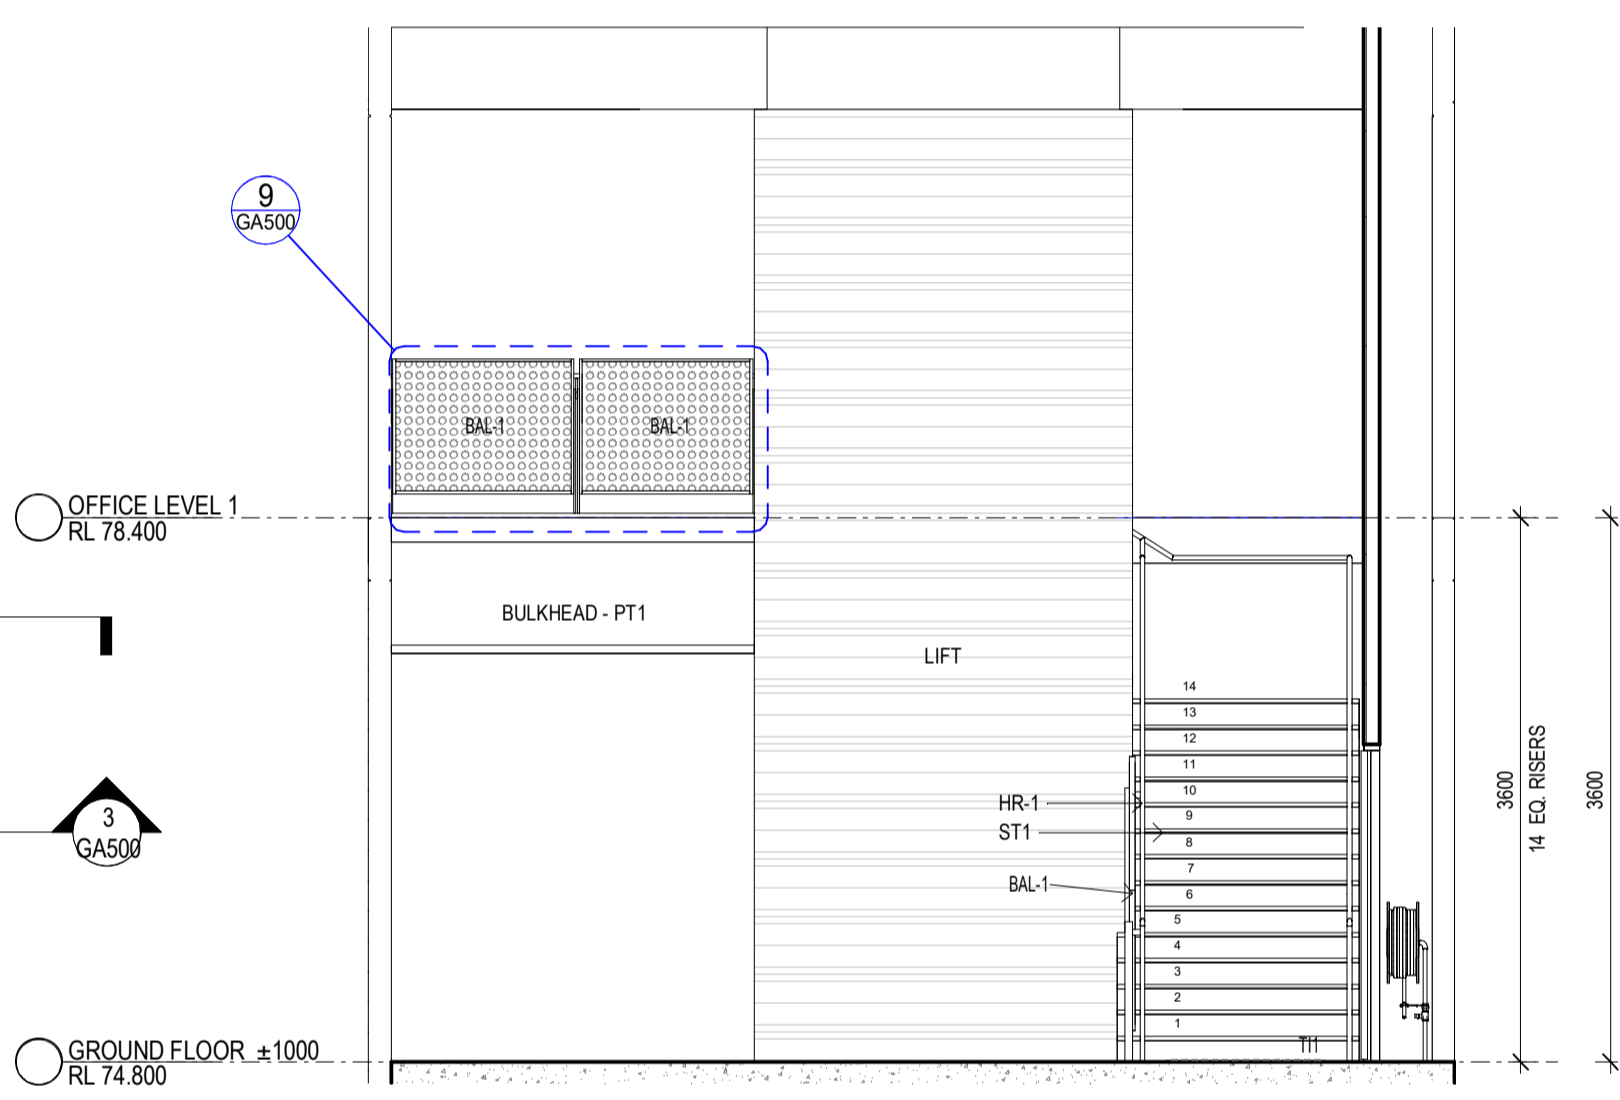 9
GA500
BAL-1
BAL-1
OFFICE LEVEL 1
RL 78.400
BULKHEAD - PT1
LIFT
14
13
12
11
10
9
8
7
6
5
4
3
2
1
HR-1
ST1
BAL-1
3600
14 EQ. RISERS
3600
3
GA500
GROUND FLOOR ±1000
RL 74.800